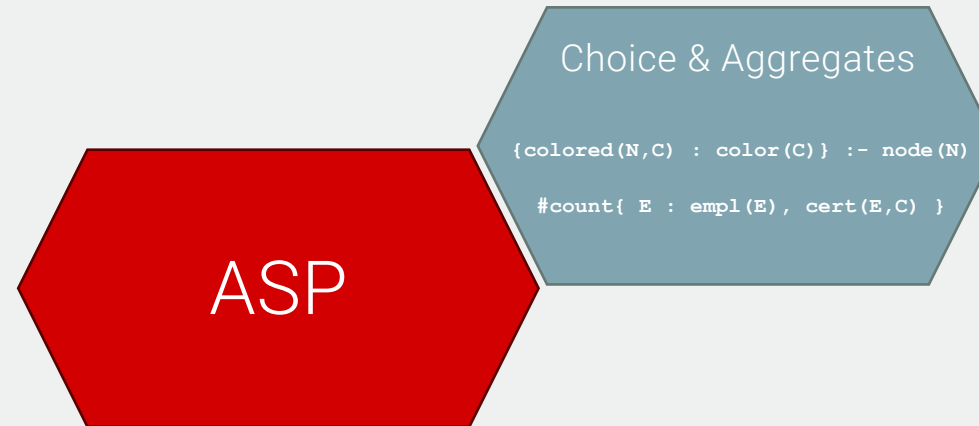 Choice & Aggregates
{colored(N,C) : color(C)} :- node(N)
#count{ E : empl(E), cert(E,C) }
ASP